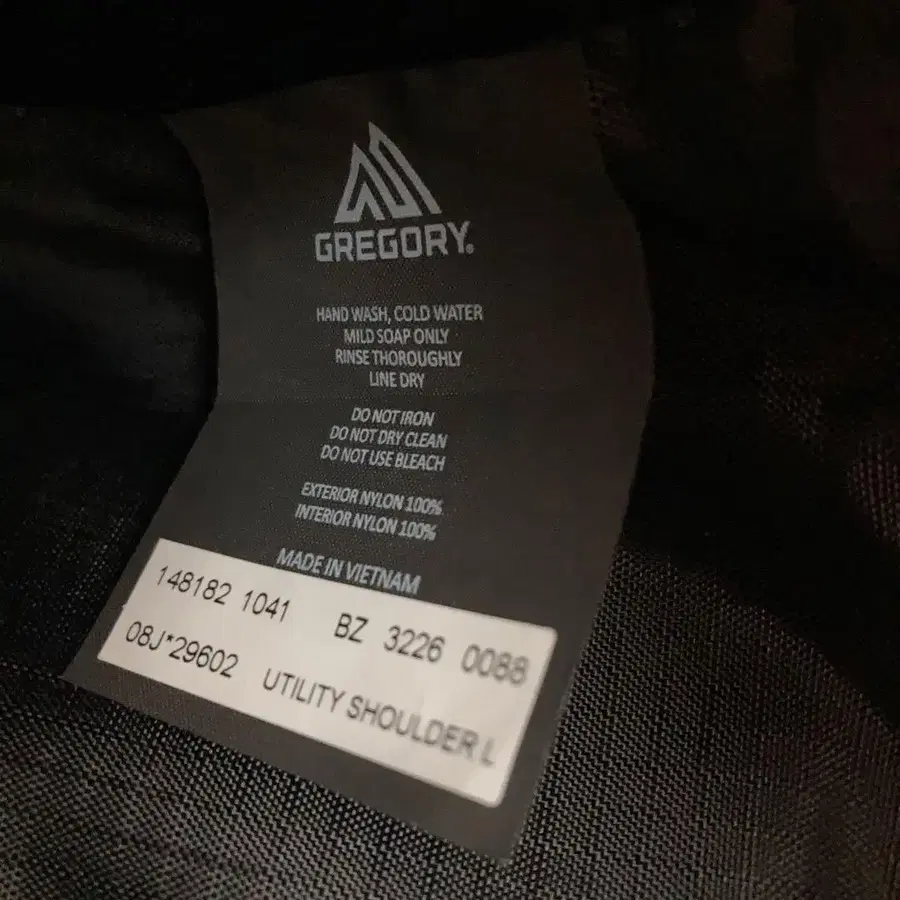 GREGORY.
HAND WASH, COLD WATER
MILD SOAP ONLY
RINSE THOROUGHLY
LINE DRY
DO NOT IRON
DO NOT DRY CLEAN
DO NOT USE BLEACH
EXTERIOR NYLON 100%
INTERIOR NYLON 100%
MADE IN VIETNAM
148182 1041 BZ 3226 0088
08J*29602 UTILITY SHOULDER L